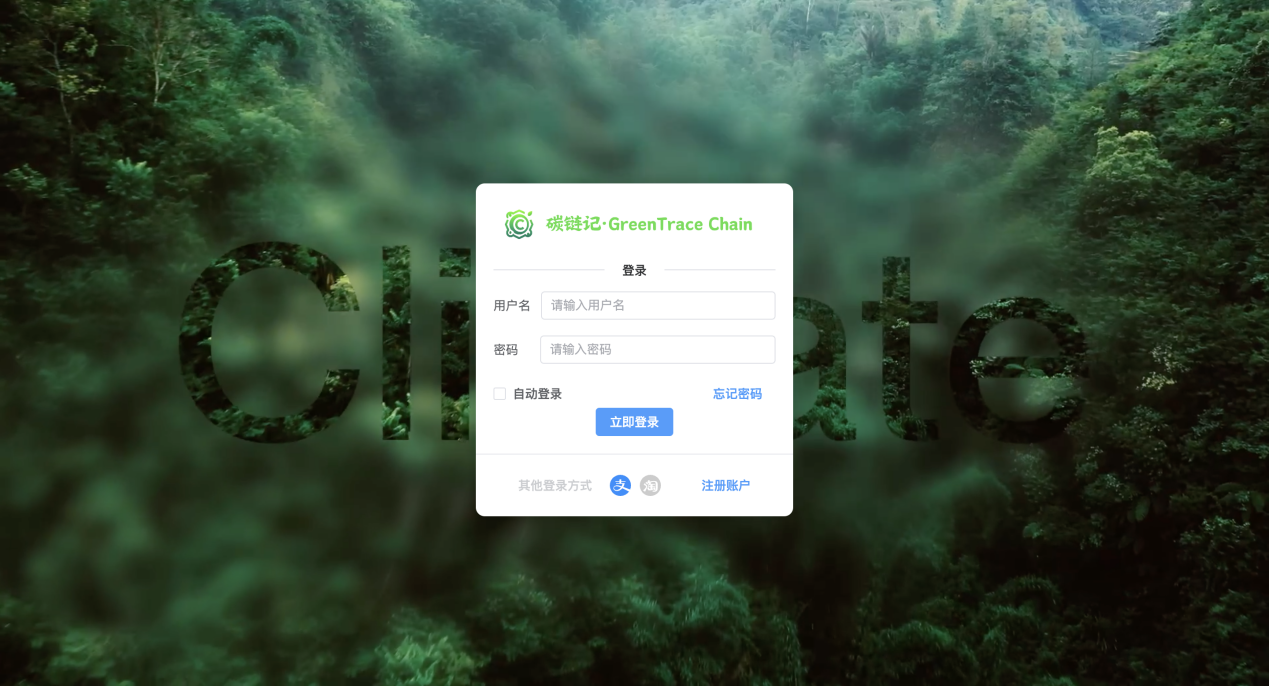 碳链记·GreenTrace Chain
登录
用户名 请输入用户名
密码 请输入密码
自动登录 忘记密码
立即登录
其他登录方式 支 淘 注册账户